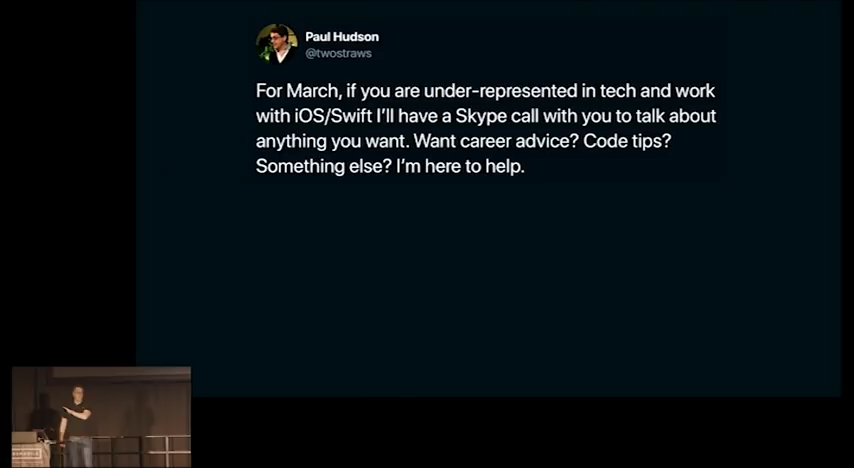 Paul Hudson
@twostraws
For March, if you are under-represented in tech and work
with iOS/Swift I'll have a Skype call with you to talk about
anything you want. Want career advice? Code tips?
Something else? I'm here to help.